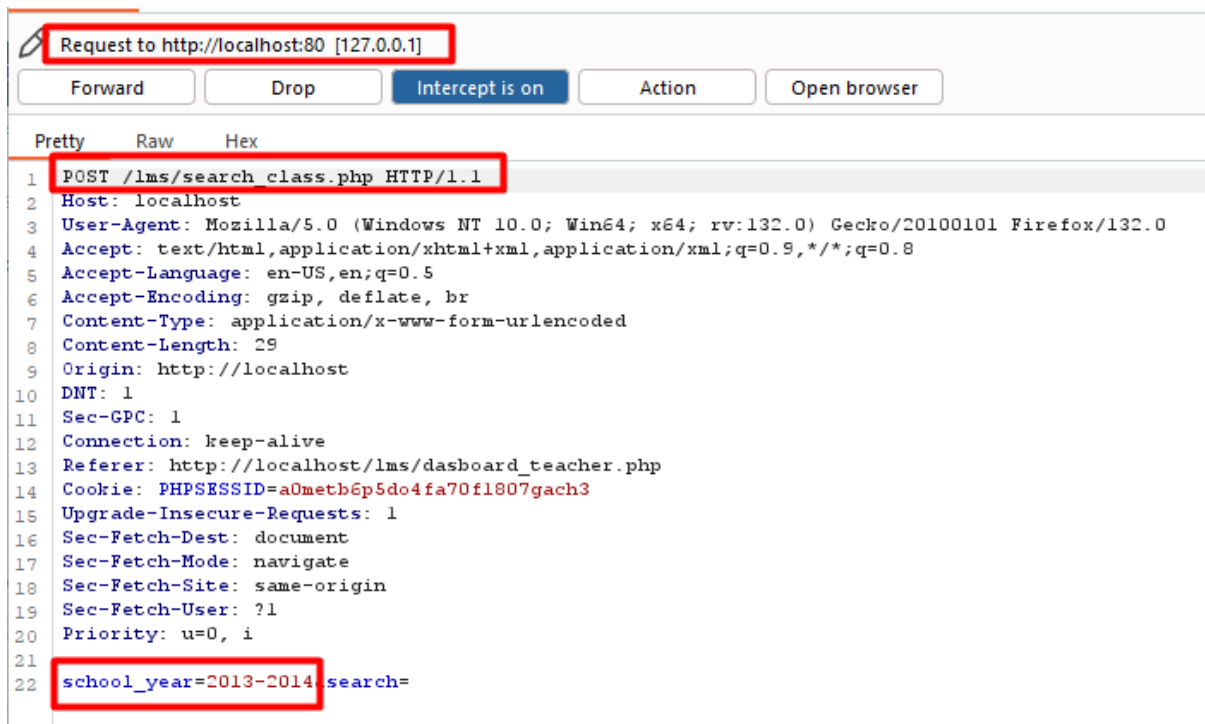 Request to http://localhost:80 [127.0.0.1]
Forward Drop Intercept is on Action Open browser
Pretty Raw Hex
1 POST /lms/search_class.php HTTP/1.1
2 Host: localhost
3 User-Agent: Mozilla/5.0 (Windows NT 10.0; Win64; x64; rv:132.0) Gecko/20100101 Firefox/132.0
4 Accept: text/html,application/xhtml+xml,application/xml;q=0.9,*/*;q=0.8
5 Accept-Language: en-US,en;q=0.5
6 Accept-Encoding: gzip, deflate, br
7 Content-Type: application/x-www-form-urlencoded
8 Content-Length: 29
9 Origin: http://localhost
10 DNT: 1
11 Sec-GPC: 1
12 Connection: keep-alive
13 Referer: http://localhost/lms/dasboard_teacher.php
14 Cookie: PHPSESSID=a0metb6p5do4fa70f1807gach3
15 Upgrade-Insecure-Requests: 1
16 Sec-Fetch-Dest: document
17 Sec-Fetch-Mode: navigate
18 Sec-Fetch-Site: same-origin
19 Sec-Fetch-User: ?1
20 Priority: u=0, i
21
22 school_year=2013-2014&search=